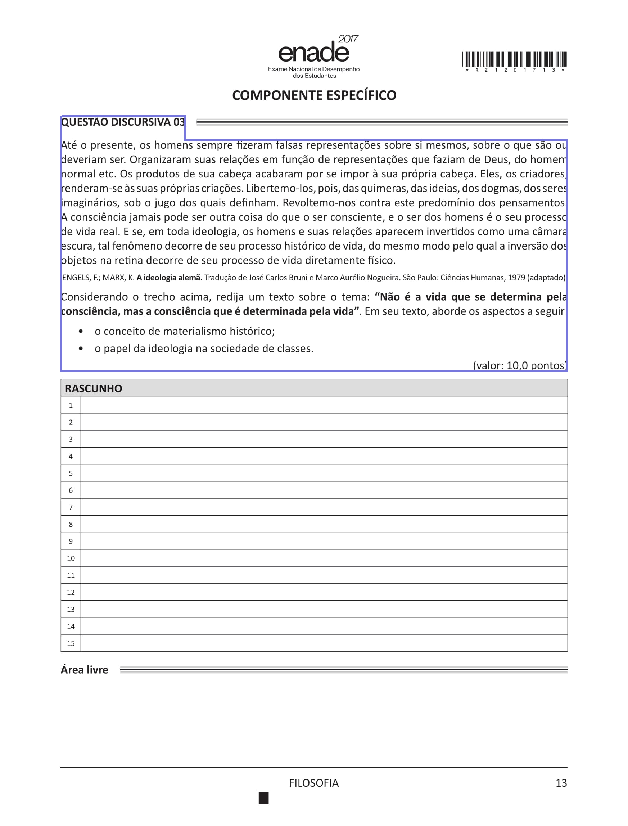 enade 2017
Exame Nacional de Desempenho
dos Estudantes
*R2120171 3*
COMPONENTE ESPECÍFICO
QUESTÃO DISCURSIVA 03
Até o presente, os homens sempre fizeram falsas representações sobre si mesmos, sobre o que são ou
deveriam ser. Organizaram suas relações em função de representações que faziam de Deus, do homem
normal etc. Os produtos de sua cabeça acabaram por se impor à sua própria cabeça. Eles, os criadores,
renderam-se às suas próprias criações. Libertemo-los, pois, das quimeras, das ideias, dos dogmas, dos seres
imaginários, sob o jugo dos quais definham. Revoltemo-nos contra este predomínio dos pensamentos.
A consciência jamais pode ser outra coisa do que o ser consciente, e o ser dos homens é o seu processo
de vida real. E se, em toda ideologia, os homens e suas relações aparecem invertidos como uma câmara
escura, tal fenômeno decorre de seu processo histórico de vida, do mesmo modo pelo qual a inversão dos
objetos na retina decorre de seu processo de vida diretamente físico.
ENGELS, F.; MARX, K. A ideologia alemã. Tradução de José Carlos Bruni e Marco Aurélio Nogueira. São Paulo: Ciências Humanas, 1979 (adaptado).
Considerando o trecho acima, redija um texto sobre o tema: “Não é a vida que se determina pela
consciência, mas a consciência que é determinada pela vida”. Em seu texto, aborde os aspectos a seguir
• o conceito de materialismo histórico;
• o papel da ideologia na sociedade de classes.
(valor: 10,0 pontos)
RASCUNHO
1
2
3
4
5
6
7
8
9
10
11
12
13
14
15
Área livre
FILOSOFIA
13